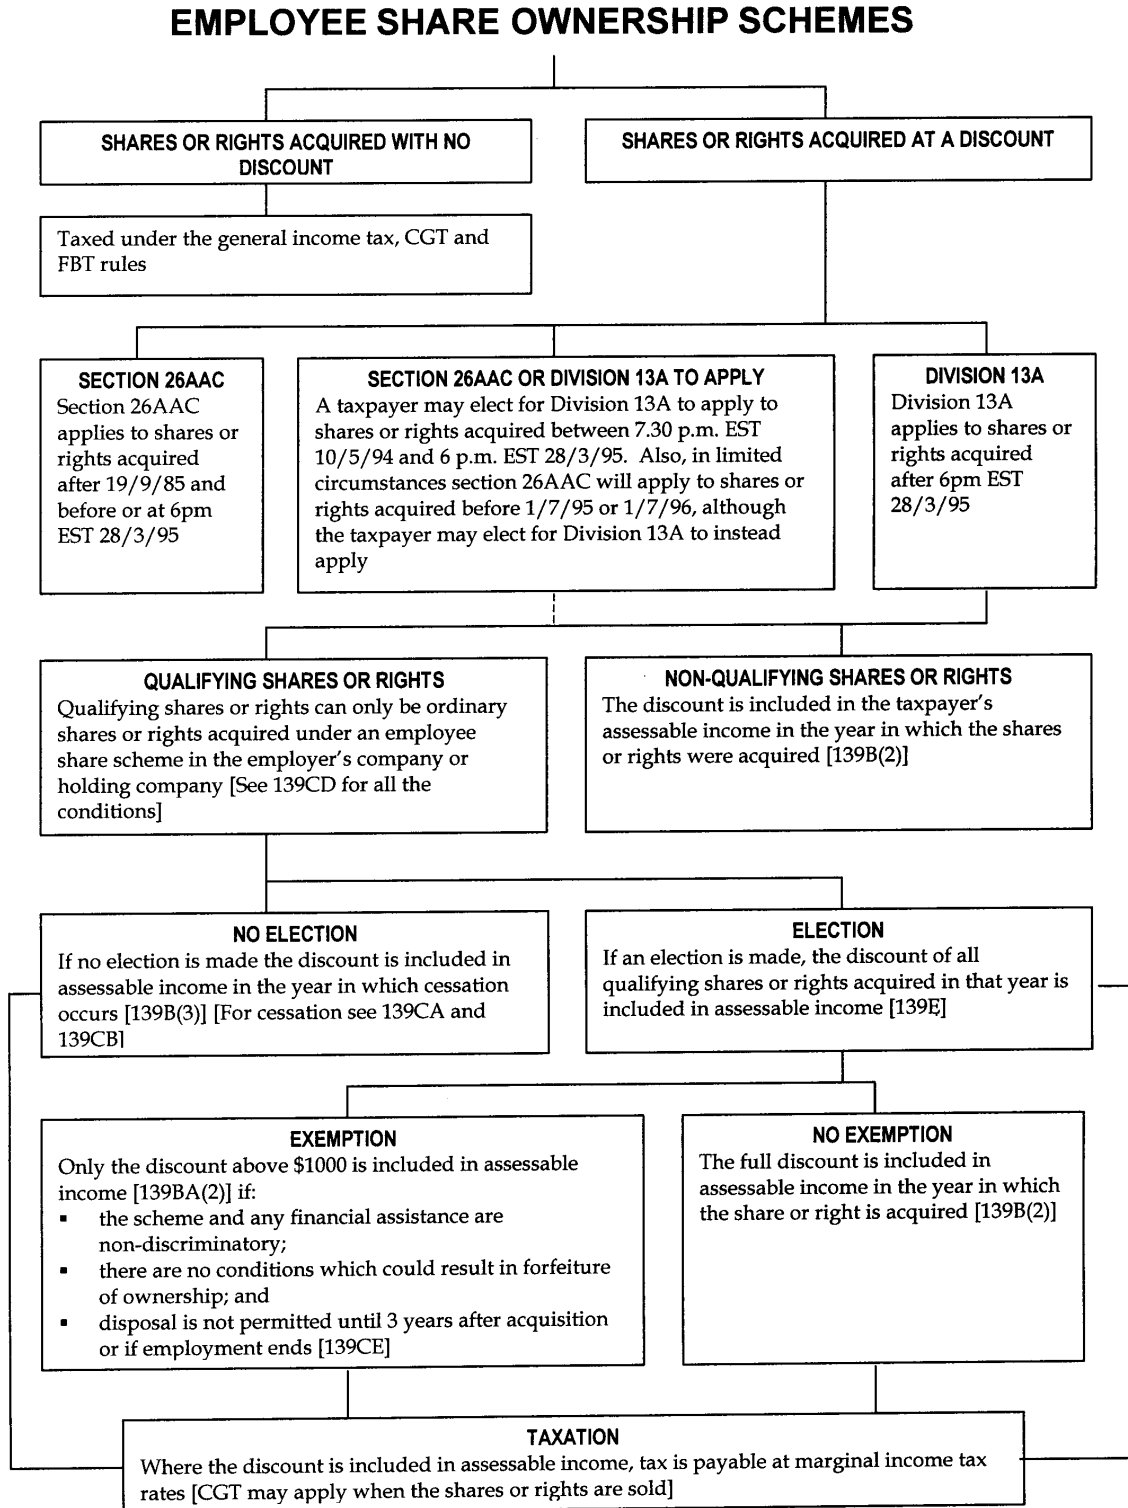 EMPLOYEE SHARE OWNERSHIP SCHEMES
SHARES OR RIGHTS ACQUIRED WITH NO
DISCOUNT
SHARES OR RIGHTS ACQUIRED AT A DISCOUNT
Taxed under the general income tax, CGT and
FBT rules
SECTION 26AAC
Section 26AAC
applies to shares or
rights acquired
after 19/9/85 and
before or at 6pm
EST 28/3/95
SECTION 26AAC OR DIVISION 13A TO APPLY
A taxpayer may elect for Division 13A to apply to
shares or rights acquired between 7.30 p.m. EST
10/5/94 and 6 p.m. EST 28/3/95. Also, in limited
circumstances section 26AAC will apply to shares or
rights acquired before 1/7/95 or 1/7/96, although
the taxpayer may elect for Division 13A to instead
apply
DIVISION 13A
Division 13A
applies to shares or
rights acquired
after 6pm EST
28/3/95
QUALIFYING SHARES OR RIGHTS
Qualifying shares or rights can only be ordinary
shares or rights acquired under an employee
share scheme in the employer's company or
holding company [See 139CD for all the
conditions]
NON-QUALIFYING SHARES OR RIGHTS
The discount is included in the taxpayer's
assessable income in the year in which the shares
or rights were acquired [139B(2)]
NO ELECTION
If no election is made the discount is included in
assessable income in the year in which cessation
occurs [139B(3)] [For cessation see 139CA and
139CB]
ELECTION
If an election is made, the discount of all
qualifying shares or rights acquired in that year is
included in assessable income [139E]
EXEMPTION
Only the discount above $1000 is included in assessable
income [139BA(2)] if:
▪ the scheme and any financial assistance are
non-discriminatory;
▪ there are no conditions which could result in forfeiture
of ownership; and
▪ disposal is not permitted until 3 years after acquisition
or if employment ends [139CE]
NO EXEMPTION
The full discount is included in
assessable income in the year in which
the share or right is acquired [139B(2)]
TAXATION
Where the discount is included in assessable income, tax is payable at marginal income tax
rates [CGT may apply when the shares or rights are sold]